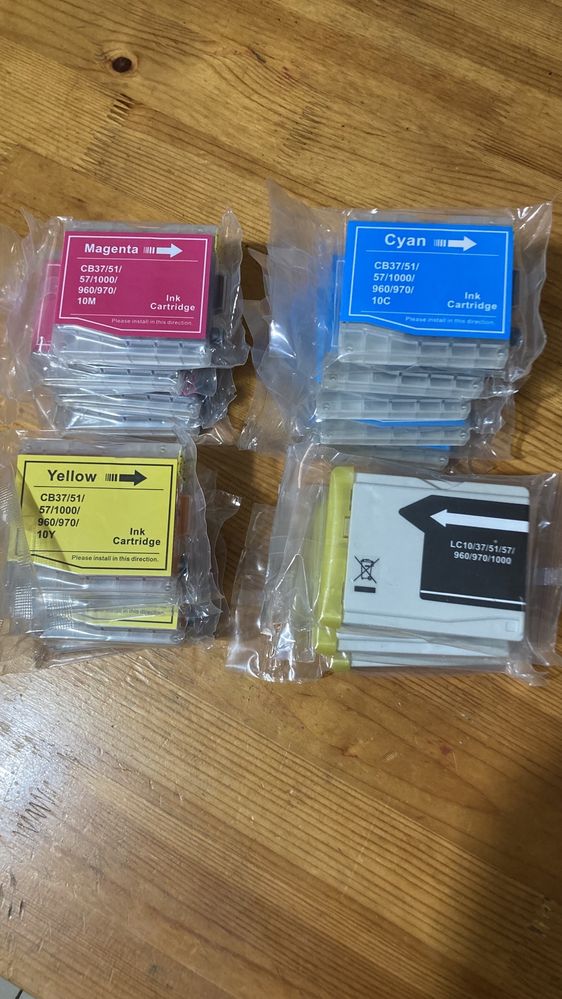 Magenta
CB37/51/
57/1000/
960/970/
10M
Ink
Cartridge
Please install in this direction.
Cyan
CB37/51/
57/1000/
960/970/
10C
Ink
Cartridge
Please install in this direction.
Yellow
CB37/51/
57/1000/
960/970/
10Y
Ink
Cartridge
Please install in this direction.
LC10/37/51/57/
960/970/1000